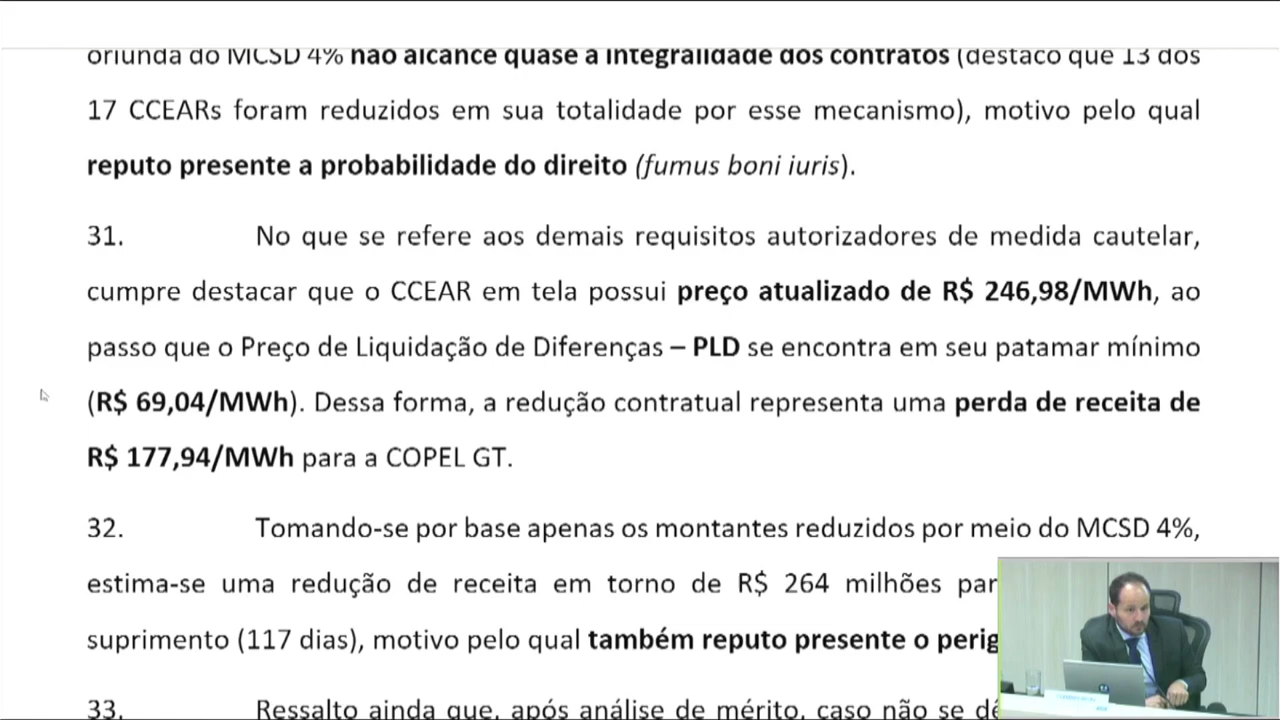 oriunda do MCSD 4% não alcance quase a integralidade dos contratos (destaco que 13 dos
17 CCEARs foram reduzidos em sua totalidade por esse mecanismo), motivo pelo qual
reputo presente a probabilidade do direito (fumus boni iuris).
31. No que se refere aos demais requisitos autorizadores de medida cautelar,
cumpre destacar que o CCEAR em tela possui preço atualizado de R$ 246,98/MWh, ao
passo que o Preço de Liquidação de Diferenças – PLD se encontra em seu patamar mínimo
(R$ 69,04/MWh). Dessa forma, a redução contratual representa uma perda de receita de
R$ 177,94/MWh para a COPEL GT.
32. Tomando-se por base apenas os montantes reduzidos por meio do MCSD 4%,
estima-se uma redução de receita em torno de R$ 264 milhões par
suprimento (117 dias), motivo pelo qual também reputo presente o perig
33. Ressalto ainda que, após análise de mérito, caso não se de